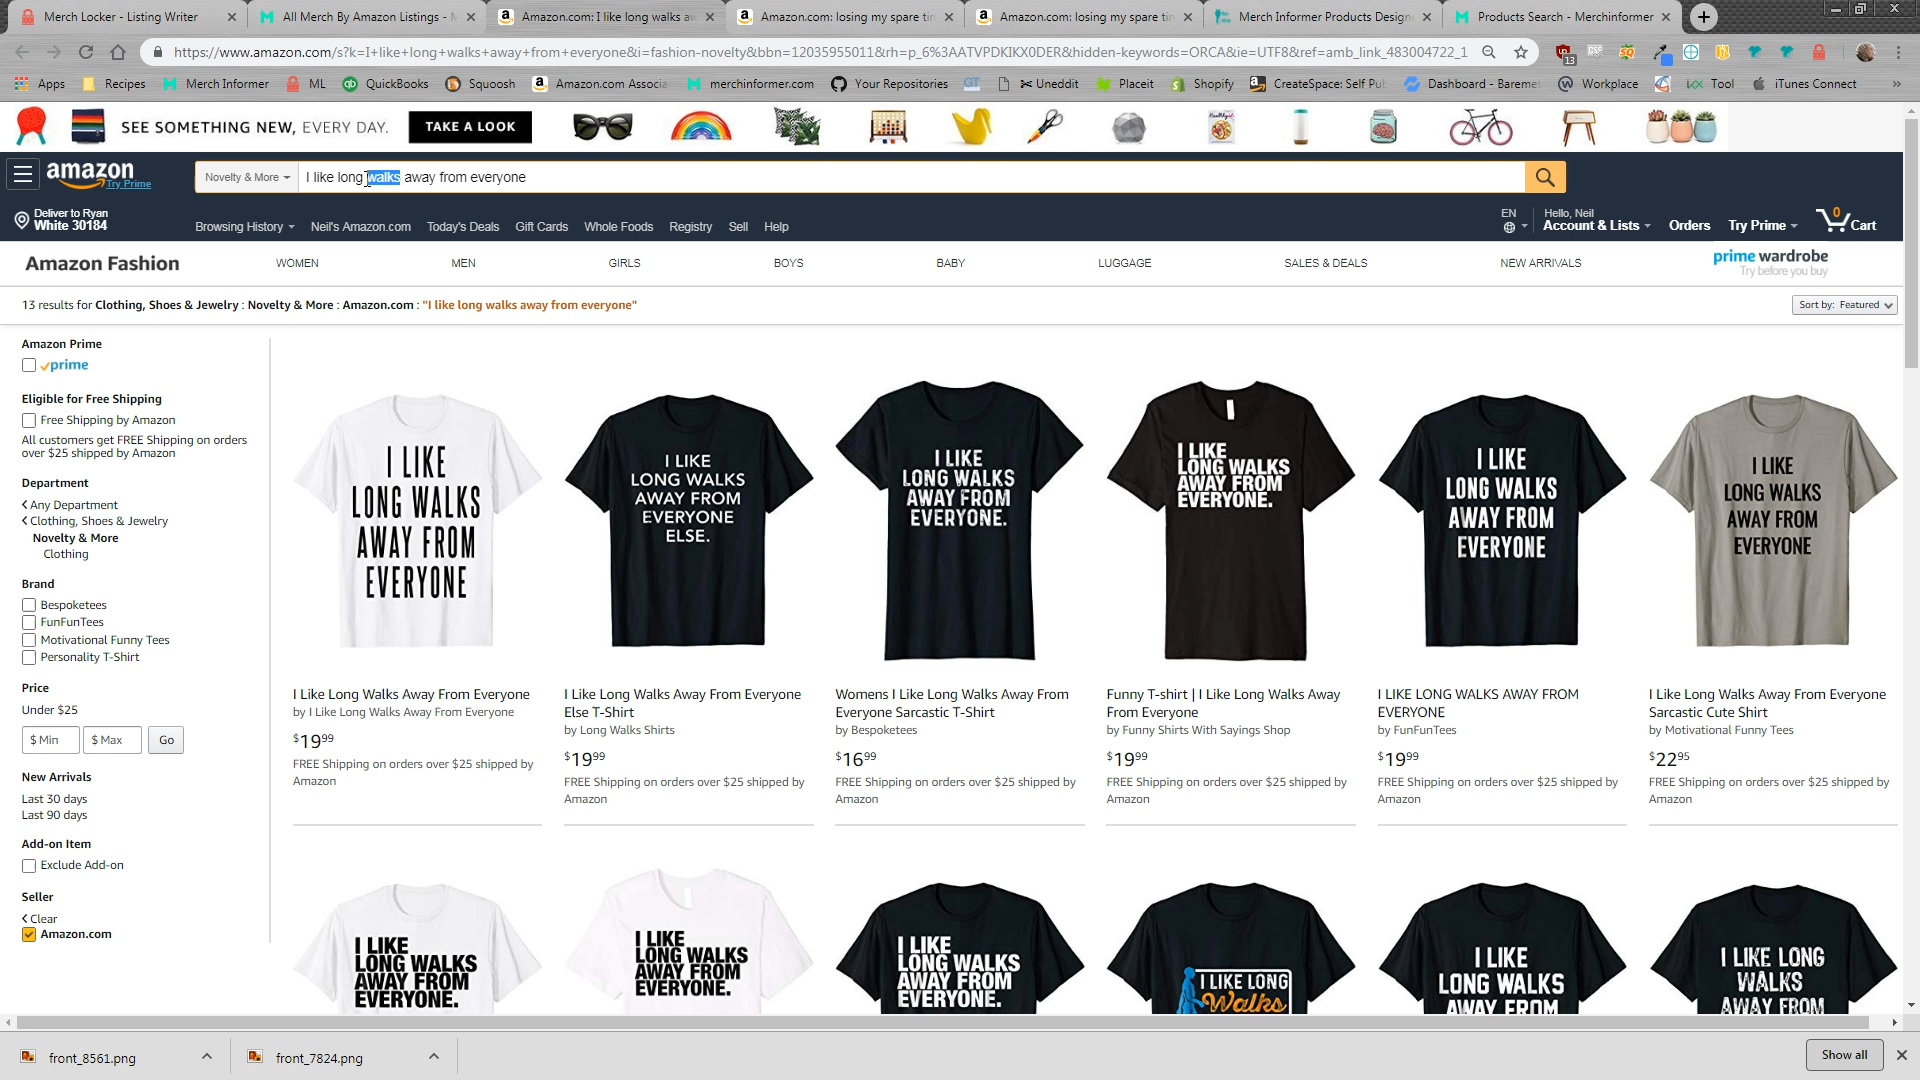 Merch Locker - Listing Writer
All Merch By Amazon Listings - M
Amazon.com: I like long walks aw
Amazon.com: losing my spare tir
Amazon.com: losing my spare tir
Merch Informer Products Design
Products Search - Merchinformer
https://www.amazon.com/s?k=I+like+long+walks+away+from+everyone&i=fashion-novelty&bbn=12035955011&rh=p_6%3AATVPDKIKX0DER&hidden-keywords=ORCA&ie=UTF8&ref=amb_link_483004722_1
13
Apps
Recipes
Merch Informer
ML
QuickBooks
Squoosh
Amazon.com Associa
merchinformer.com
Your Repositories
GT
Uneddit
Placeit
Shopify
CreateSpace: Self Pu
Dashboard - Bareme
Workplace
Tool
iTunes Connect
SEE SOMETHING NEW, EVERY DAY.
TAKE A LOOK
amazon
Try Prime
Novelty & More
I like long walks away from everyone
Deliver to Ryan
White 30184
Browsing History
Neil's Amazon.com
Today's Deals
Gift Cards
Whole Foods
Registry
Sell
Help
EN
Hello, Neil
Account & Lists
Orders
Try Prime
0
Cart
Amazon Fashion
WOMEN
MEN
GIRLS
BOYS
BABY
LUGGAGE
SALES & DEALS
NEW ARRIVALS
prime wardrobe
Try before you buy
13 results for Clothing, Shoes & Jewelry : Novelty & More : Amazon.com : "I like long walks away from everyone"
Sort by: Featured
Amazon Prime
prime
Eligible for Free Shipping
Free Shipping by Amazon
All customers get FREE Shipping on orders
over $25 shipped by Amazon
Department
Any Department
Clothing, Shoes & Jewelry
Novelty & More
Clothing
Brand
Bespoketees
FunFunTees
Motivational Funny Tees
Personality T-Shirt
Price
Under $25
$ Min
$ Max
Go
New Arrivals
Last 30 days
Last 90 days
Add-on Item
Exclude Add-on
Seller
Clear
Amazon.com
I LIKE
LONG WALKS
AWAY FROM
EVERYONE
I Like Long Walks Away From Everyone
by I Like Long Walks Away From Everyone
$19.99
FREE Shipping on orders over $25 shipped by
Amazon
I LIKE
LONG WALKS
AWAY FROM
EVERYONE
ELSE.
I Like Long Walks Away From Everyone
Else T-Shirt
by Long Walks Shirts
$19.99
FREE Shipping on orders over $25 shipped by
Amazon
I LIKE
LONG WALKS
AWAY FROM
EVERYONE.
Womens I Like Long Walks Away From
Everyone Sarcastic T-Shirt
by Bespoketees
$16.99
FREE Shipping on orders over $25 shipped by
Amazon
I LIKE
LONG WALKS
AWAY FROM
EVERYONE.
Funny T-shirt | I Like Long Walks Away
From Everyone
by Funny Shirts With Sayings Shop
$19.99
FREE Shipping on orders over $25 shipped by
Amazon
I LIKE
LONG WALKS
AWAY FROM
EVERYONE
I LIKE LONG WALKS AWAY FROM
EVERYONE
by FunFunTees
$19.99
FREE Shipping on orders over $25 shipped by
Amazon
I LIKE
LONG WALKS
AWAY FROM
EVERYONE
I Like Long Walks Away From Everyone
Sarcastic Cute Shirt
by Motivational Funny Tees
$22.95
FREE Shipping on orders over $25 shipped by
Amazon
I LIKE
LONG WALKS
AWAY FROM
EVERYONE.
I LIKE
LONG WALKS
AWAY FROM
EVERYONE.
I LIKE
LONG WALKS
AWAY FROM
EVERYONE.
I LIKE LONG
Walks
I LIKE
LONG WALKS
AWAY FROM
I LIKE LONG
WALKS
AWAY FROM
front_8561.png
front_7824.png
Show all